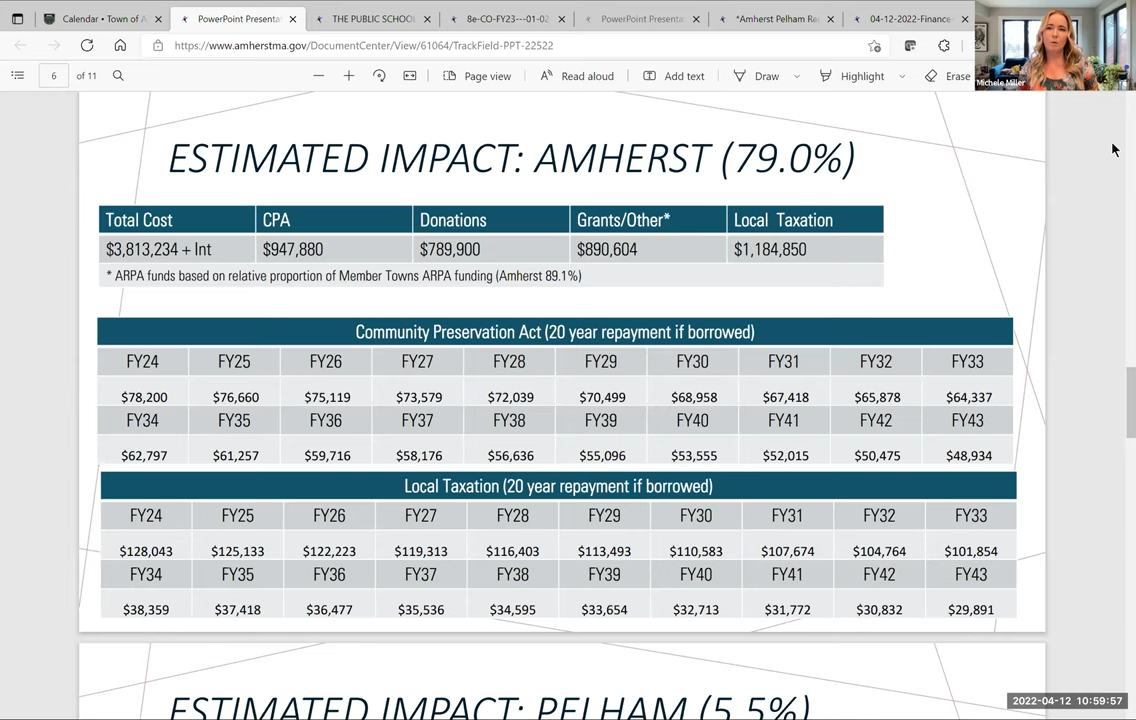 Calendar • Town of A
PowerPoint Presenta
THE PUBLIC SCHOO
8e-CO-FY23---01-02
PowerPoint Presenta
*Amherst Pelham Re
04-12-2022-Finance
https://www.amherstma.gov/DocumentCenter/View/61064/TrackField-PPT-22522
6 of 11
Page view
Read aloud
Add text
Draw
Highlight
Erase
Michele Miller
ESTIMATED IMPACT: AMHERST (79.0%)
Total Cost CPA Donations Grants/Other* Local Taxation
$3,813,234 + Int $947,880 $789,900 $890,604 $1,184,850
* ARPA funds based on relative proportion of Member Towns ARPA funding (Amherst 89.1%)
Community Preservation Act (20 year repayment if borrowed)
FY24 FY25 FY26 FY27 FY28 FY29 FY30 FY31 FY32 FY33
$78,200 $76,660 $75,119 $73,579 $72,039 $70,499 $68,958 $67,418 $65,878 $64,337
FY34 FY35 FY36 FY37 FY38 FY39 FY40 FY41 FY42 FY43
$62,797 $61,257 $59,716 $58,176 $56,636 $55,096 $53,555 $52,015 $50,475 $48,934
Local Taxation (20 year repayment if borrowed)
FY24 FY25 FY26 FY27 FY28 FY29 FY30 FY31 FY32 FY33
$128,043 $125,133 $122,223 $119,313 $116,403 $113,493 $110,583 $107,674 $104,764 $101,854
FY34 FY35 FY36 FY37 FY38 FY39 FY40 FY41 FY42 FY43
$38,359 $37,418 $36,477 $35,536 $34,595 $33,654 $32,713 $31,772 $30,832 $29,891
ESTIMATED IMPACT: PELHAM (5.5%)
2022-04-12 10:59:57